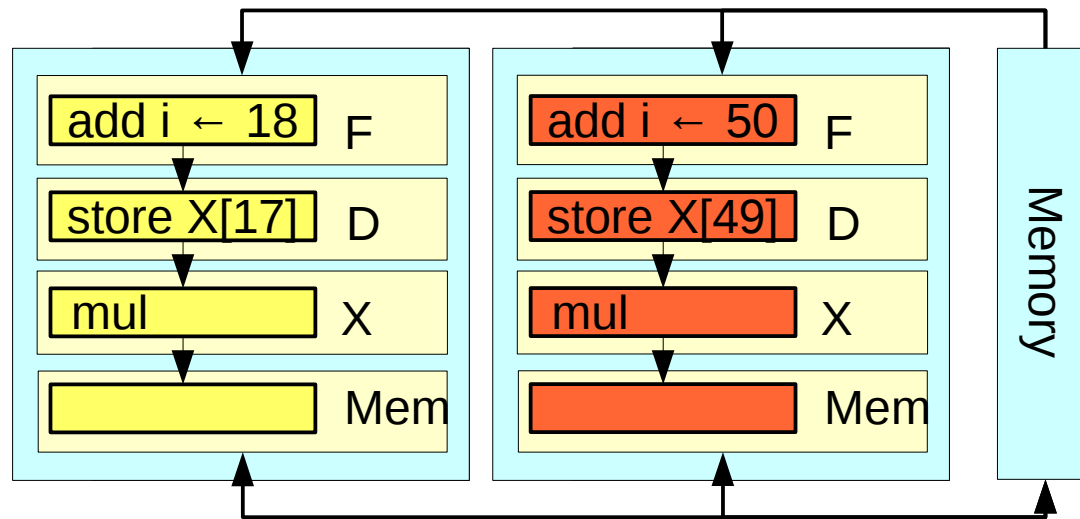 add i ← 18
F
store X[17]
D
mul
X
Mem
add i ← 50
F
store X[49]
D
mul
X
Mem
Memory